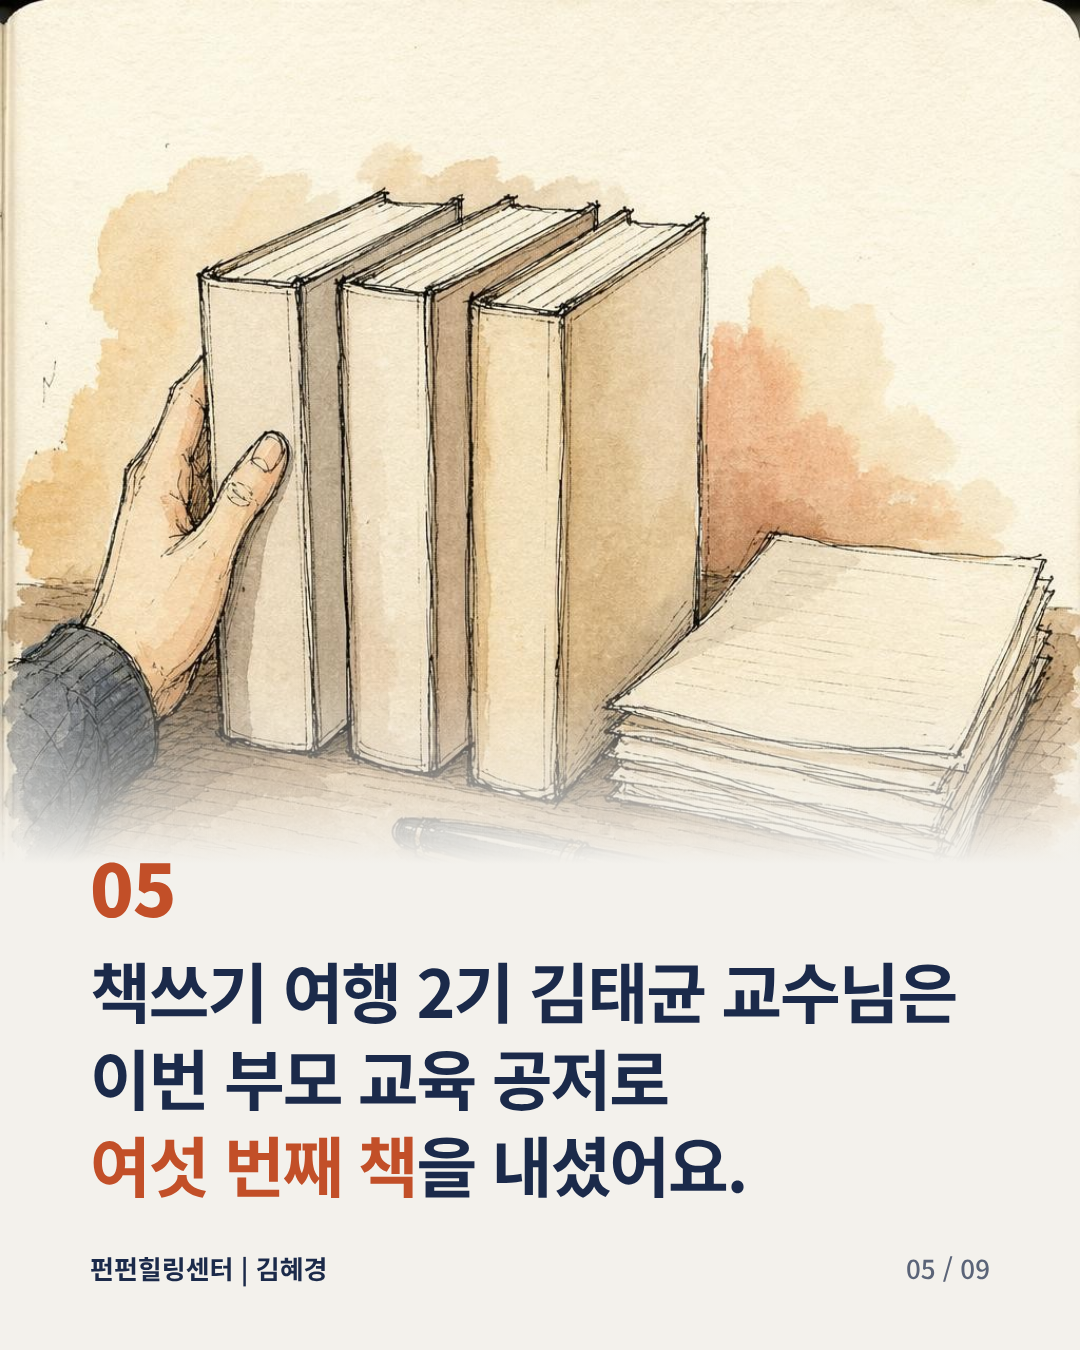 05
책쓰기 여행 2기 김태균 교수님은
이번 부모 교육 공저로
여섯 번째 책을 내셨어요.
펀펀힐링센터 | 김혜경
05 / 09